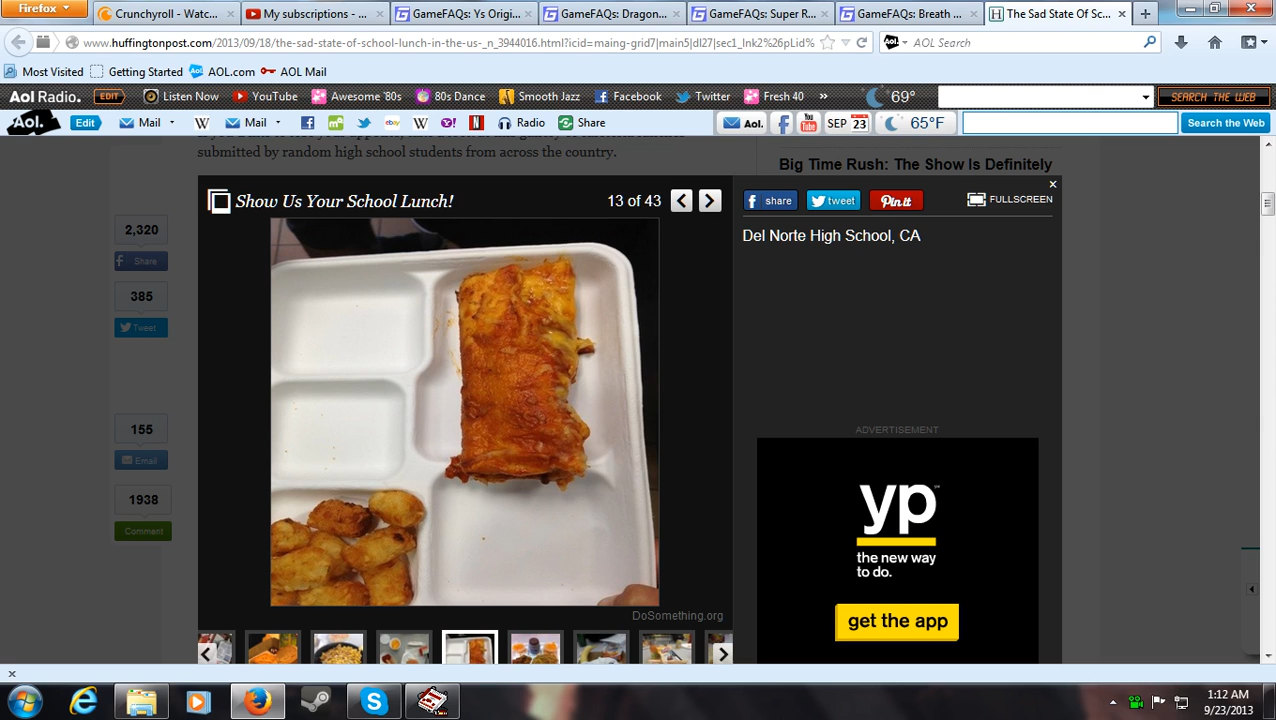 Firefox
Crunchyroll - Watc...
My subscriptions - ...
GameFAQs: Ys Origi...
GameFAQs: Dragon...
GameFAQs: Super R...
GameFAQs: Breath ...
The Sad State Of Sc...
www.huffingtonpost.com/2013/09/18/the-sad-state-of-school-lunch-in-the-us-_n_3944016.html?icid=maing-grid7|main5|dl27|sec1_lnk2%26pLid%
AOL Search
Most Visited
Getting Started
AOL.com
AOL Mail
Aol Radio.
EDIT
Listen Now
YouTube
Awesome '80s
80s Dance
Smooth Jazz
Facebook
Twitter
Fresh 40
»
69°
SEARCH THE WEB
Aol.
Edit
Mail
W
Mail
ebay
W
Y!
N
Radio
Share
Aol.
You Tube
SEP 23
65°F
Search the Web
submitted by random high school students from across the country.
Big Time Rush: The Show Is Definitely
Show Us Your School Lunch!
13 of 43
share
tweet
Pin it
FULLSCREEN
Del Norte High School, CA
2,320
Share
385
Tweet
155
Email
1938
Comment
ADVERTISEMENT
yp
the new way
to do.
get the app
DoSomething.org
1:12 AM
9/23/2013